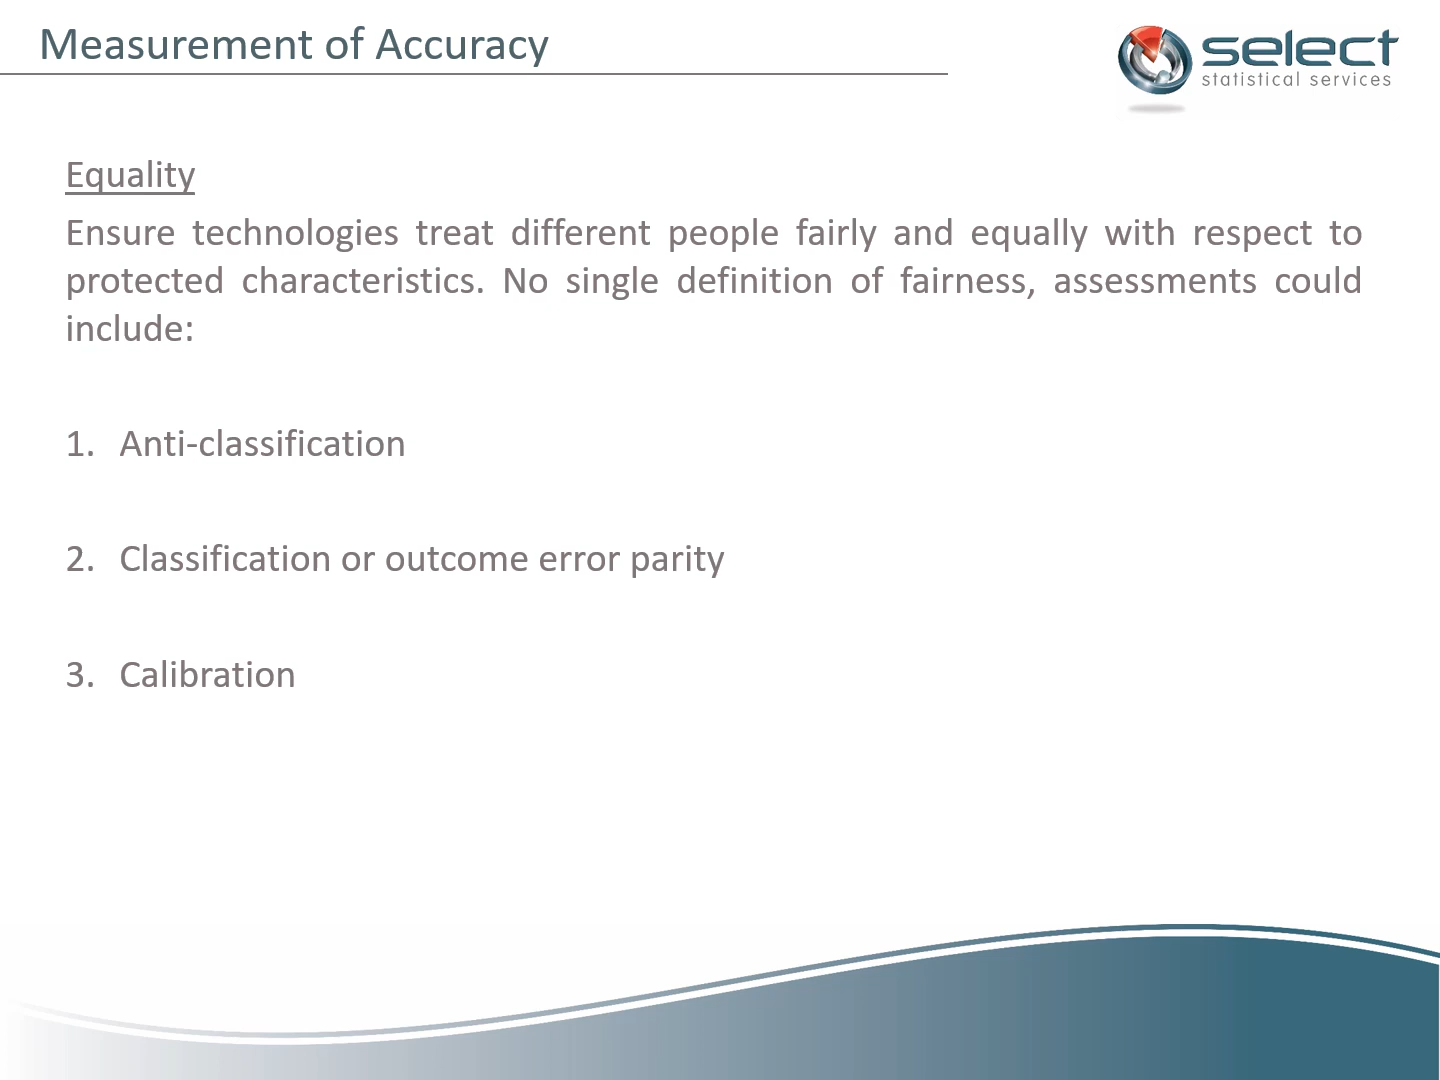 Measurement of Accuracy
select
statistical services
Equality
Ensure technologies treat different people fairly and equally with respect to
protected characteristics. No single definition of fairness, assessments could
include:
1. Anti-classification
2. Classification or outcome error parity
3. Calibration